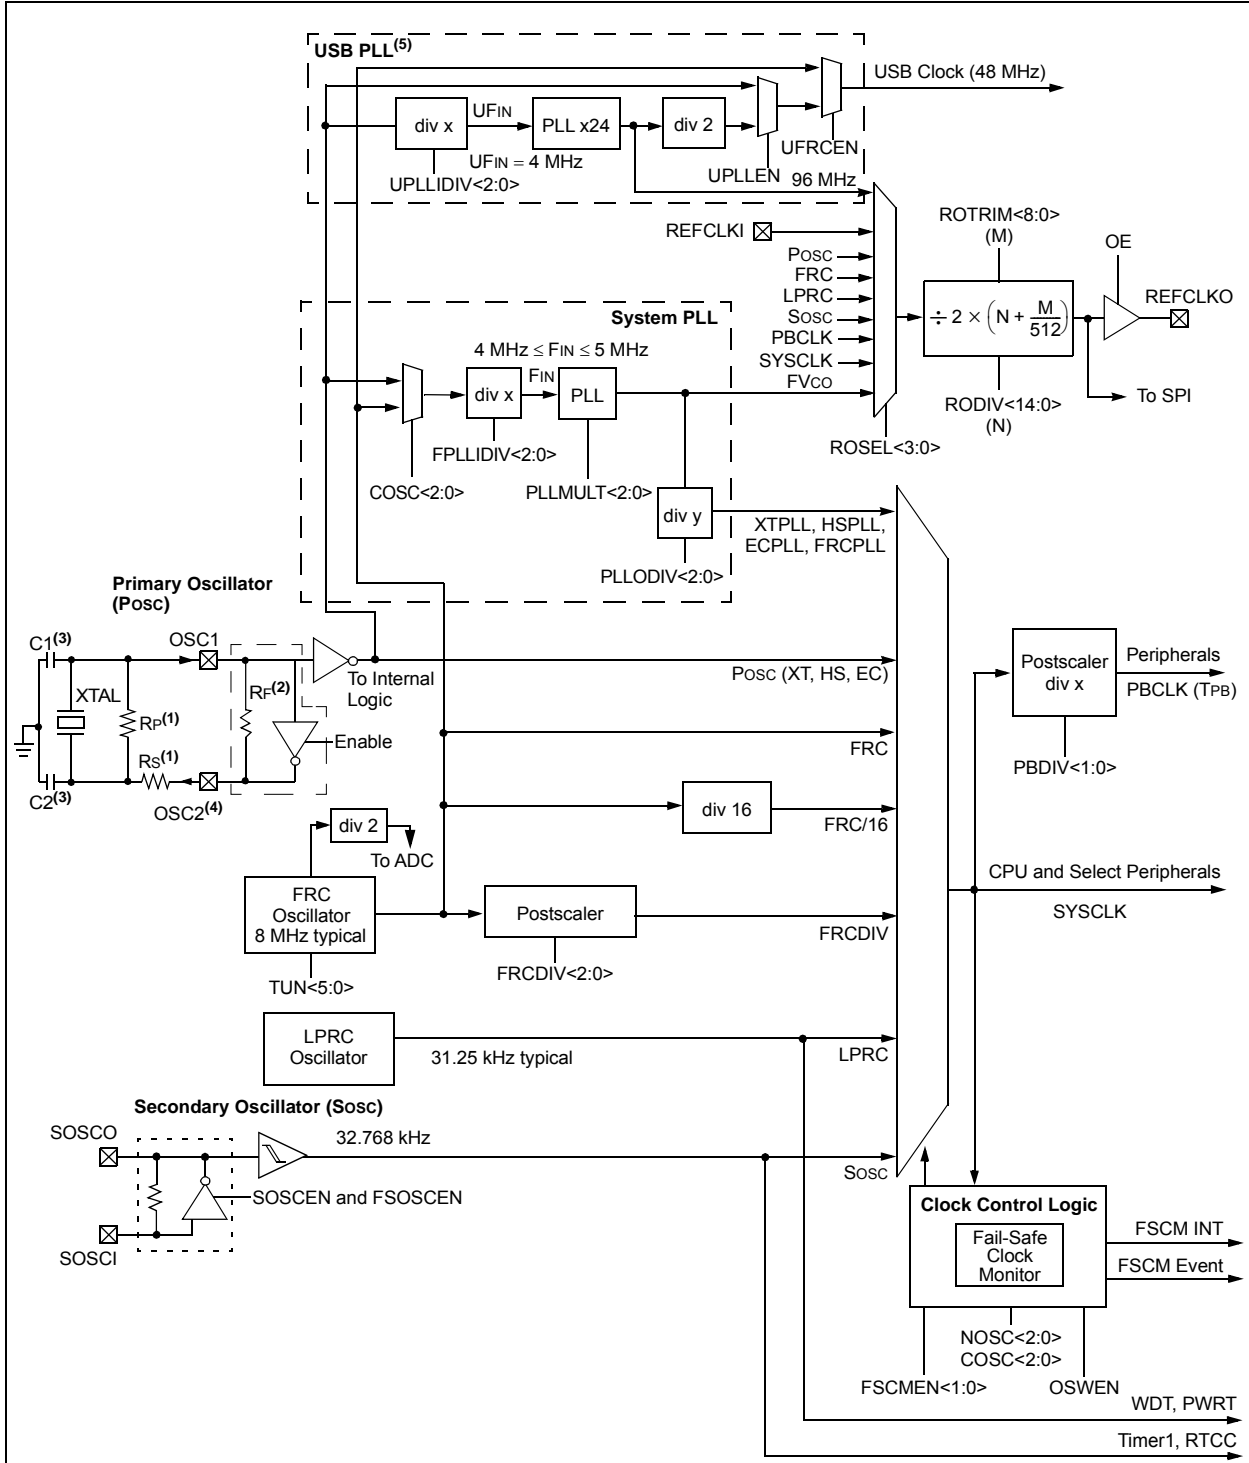 USB PLL(5)
USB Clock (48 MHz)
UFIN
div x
PLL x24
div 2
UFIN = 4 MHz
UFRCEN
UPLLIDIV<2:0>
UPLLEN
96 MHz
REFCLKI
ROTRIM<8:0>
(M)
OE
POSC
FRC
LPRC
SOSC
PBCLK
SYSCLK
FVCO
÷ 2 × (N + M/512)
REFCLKO
System PLL
4 MHz ≤ FIN ≤ 5 MHz
FIN
div x
PLL
To SPI
RODIV<14:0>
(N)
ROSEL<3:0>
FPLLIDIV<2:0>
COSC<2:0>
PLLMULT<2:0>
div y
XTPLL, HSPLL,
ECPLL, FRCPLL
PLLODIV<2:0>
Primary Oscillator
(POSC)
C1(3)
OSC1
XTAL
RP(1)
RF(2)
To Internal
Logic
POSC (XT, HS, EC)
Postscaler
div x
Peripherals
PBCLK (TPB)
Enable
RS(1)
C2(3)
OSC2(4)
FRC
PBDIV<1:0>
div 2
To ADC
div 16
FRC/16
FRC
Oscillator
8 MHz typical
Postscaler
FRCDIV
CPU and Select Peripherals
SYSCLK
TUN<5:0>
FRCDIV<2:0>
LPRC
Oscillator
31.25 kHz typical
LPRC
Secondary Oscillator (SOSC)
SOSCO
32.768 kHz
SOSC
SOSCEN and FSOSCEN
SOSCI
Clock Control Logic
Fail-Safe
Clock
Monitor
FSCM INT
FSCM Event
NOSC<2:0>
COSC<2:0>
FSCMEN<1:0>
OSWEN
WDT, PWRT
Timer1, RTCC